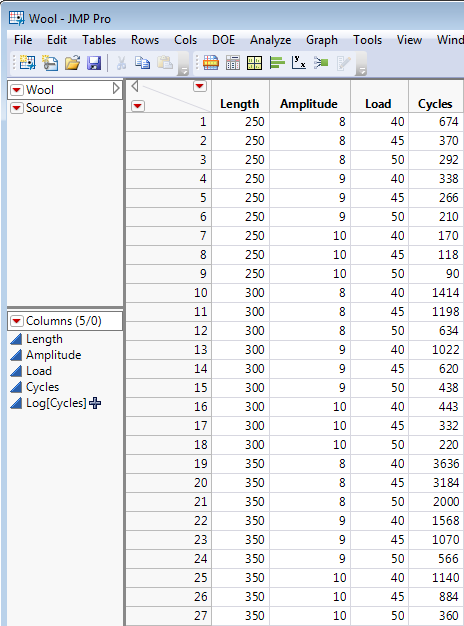 Wool - JMP Pro
File Edit Tables Rows Cols DOE Analyze Graph Tools View Wind
Wool
Source
Columns (5/0)
Length
Amplitude
Load
Cycles
Log[Cycles]
Length Amplitude Load Cycles
1 250 8 40 674
2 250 8 45 370
3 250 8 50 292
4 250 9 40 338
5 250 9 45 266
6 250 9 50 210
7 250 10 40 170
8 250 10 45 118
9 250 10 50 90
10 300 8 40 1414
11 300 8 45 1198
12 300 8 50 634
13 300 9 40 1022
14 300 9 45 620
15 300 9 50 438
16 300 10 40 443
17 300 10 45 332
18 300 10 50 220
19 350 8 40 3636
20 350 8 45 3184
21 350 8 50 2000
22 350 9 40 1568
23 350 9 45 1070
24 350 9 50 566
25 350 10 40 1140
26 350 10 45 884
27 350 10 50 360